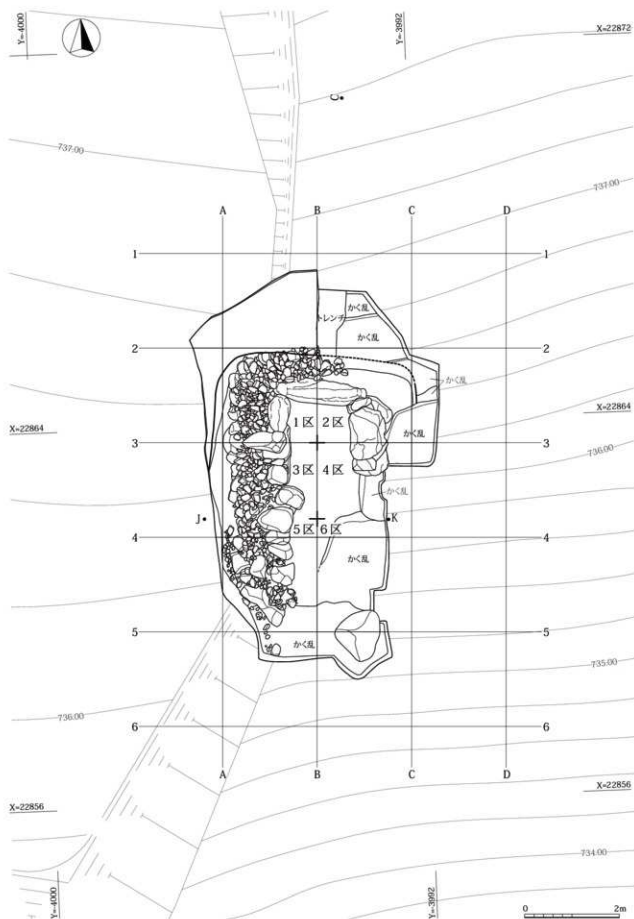 Y=-4000
Y=-3992
X=22872
C
737.00
737.00
A B C D
1 1
トレンチ
かく乱
かく乱
2 2
かく乱
1区 2区
X=22864
かく乱
X=22864
3 3
736.00
3区 4区
かく乱
J
K
5区 6区
4 4
かく乱
5 5
かく乱
735.00
736.00
6 6
A B C D
X=22856
X=22856
734.00
Y=-4000
Y=-3992
0 2m